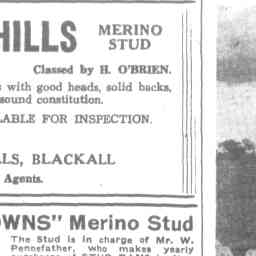 HILLS MERINO
STUD
Classed by H. O'BRIEN.
with good heads, solid backs,
sound constitution.
LABLE FOR INSPECTION.
LLS, BLACKALL
Agents.
OWNS" Merino Stud
The Stud is in charge of Mr. W.
Pennefather, who makes yearly